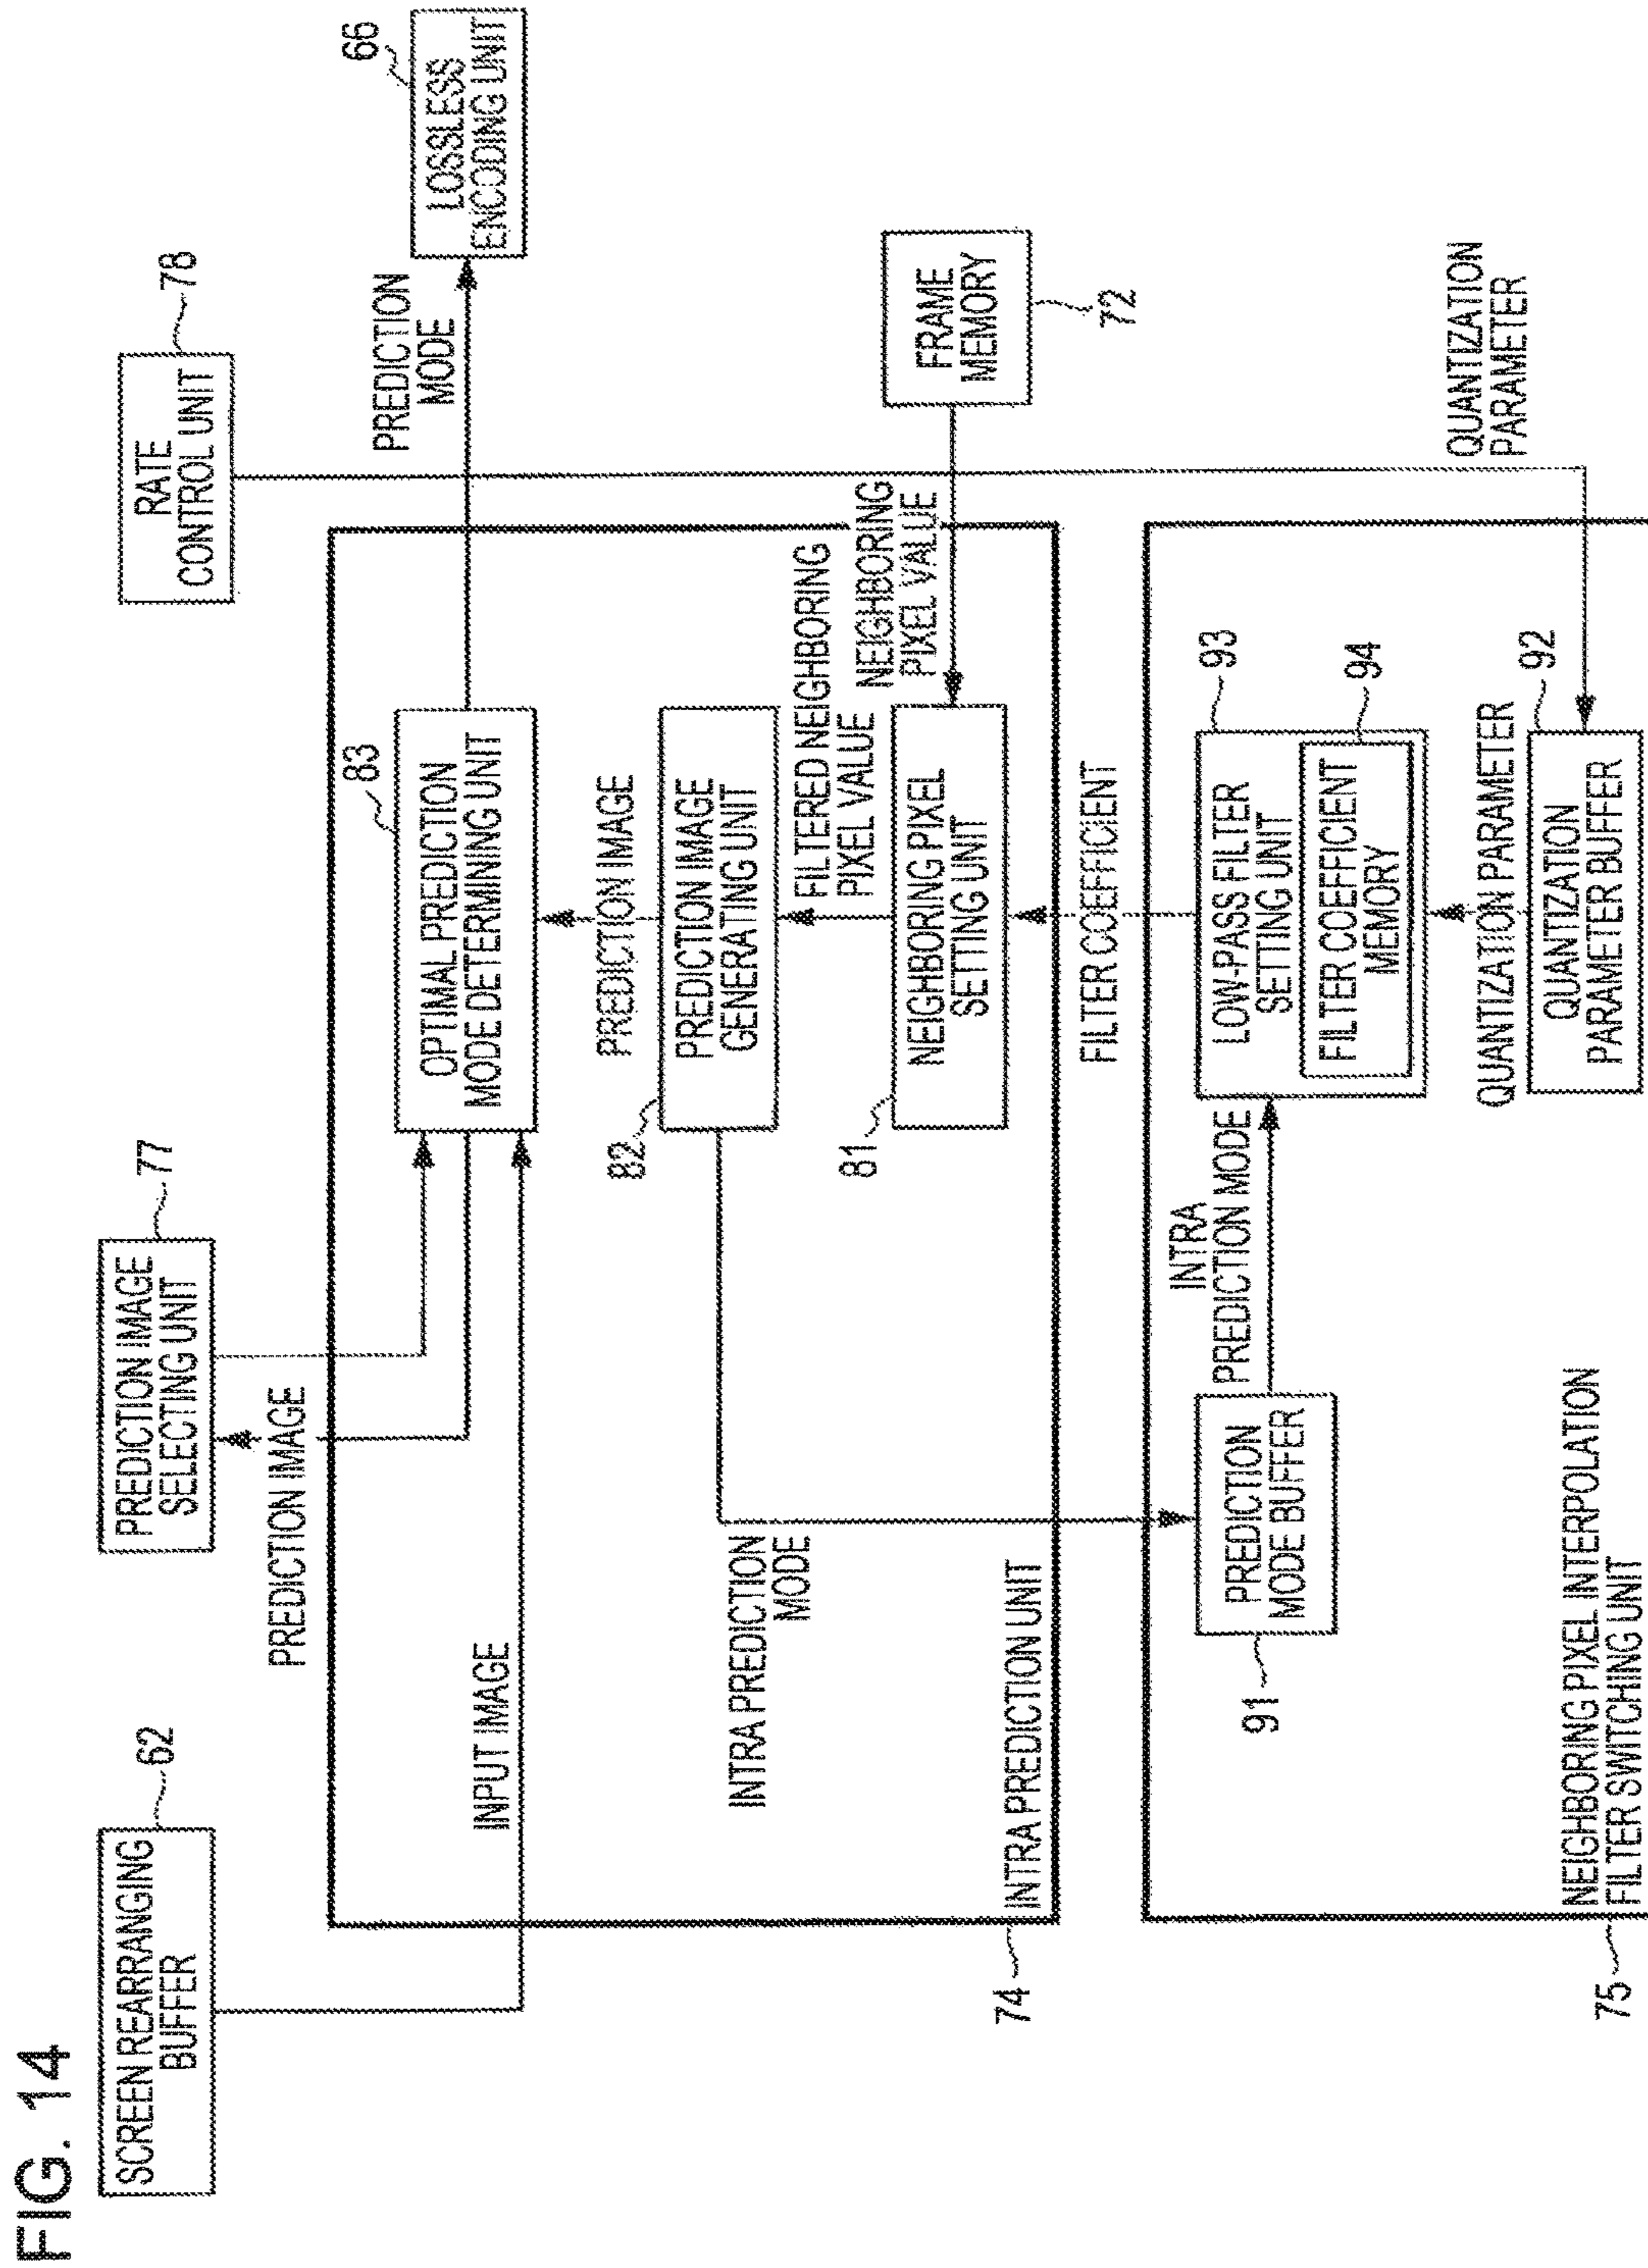 FIG. 14
SCREEN REARRANGING
BUFFER
62
PREDICTION IMAGE
SELECTING UNIT
77
RATE
CONTROL UNIT
78
PREDICTION IMAGE
INPUT IMAGE
OPTIMAL PREDICTION
MODE DETERMINING UNIT
83
PREDICTION
MODE
LOSSLESS
ENCODING UNIT
66
PREDICTION IMAGE
82
PREDICTION IMAGE
GENERATING UNIT
INTRA PREDICTION
MODE
FILTERED NEIGHBORING
PIXEL VALUE
NEIGHBORING
PIXEL VALUE
81
NEIGHBORING PIXEL
SETTING UNIT
FRAME
MEMORY
72
INTRA PREDICTION UNIT
74
FILTER COEFFICIENT
INTRA
PREDICTION MODE
PREDICTION
MODE BUFFER
91
LOW-PASS FILTER
SETTING UNIT
93
FILTER COEFFICIENT
MEMORY
94
QUANTIZATION PARAMETER
QUANTIZATION
PARAMETER
QUANTIZATION
PARAMETER BUFFER
92
NEIGHBORING PIXEL INTERPOLATION
FILTER SWITCHING UNIT
75